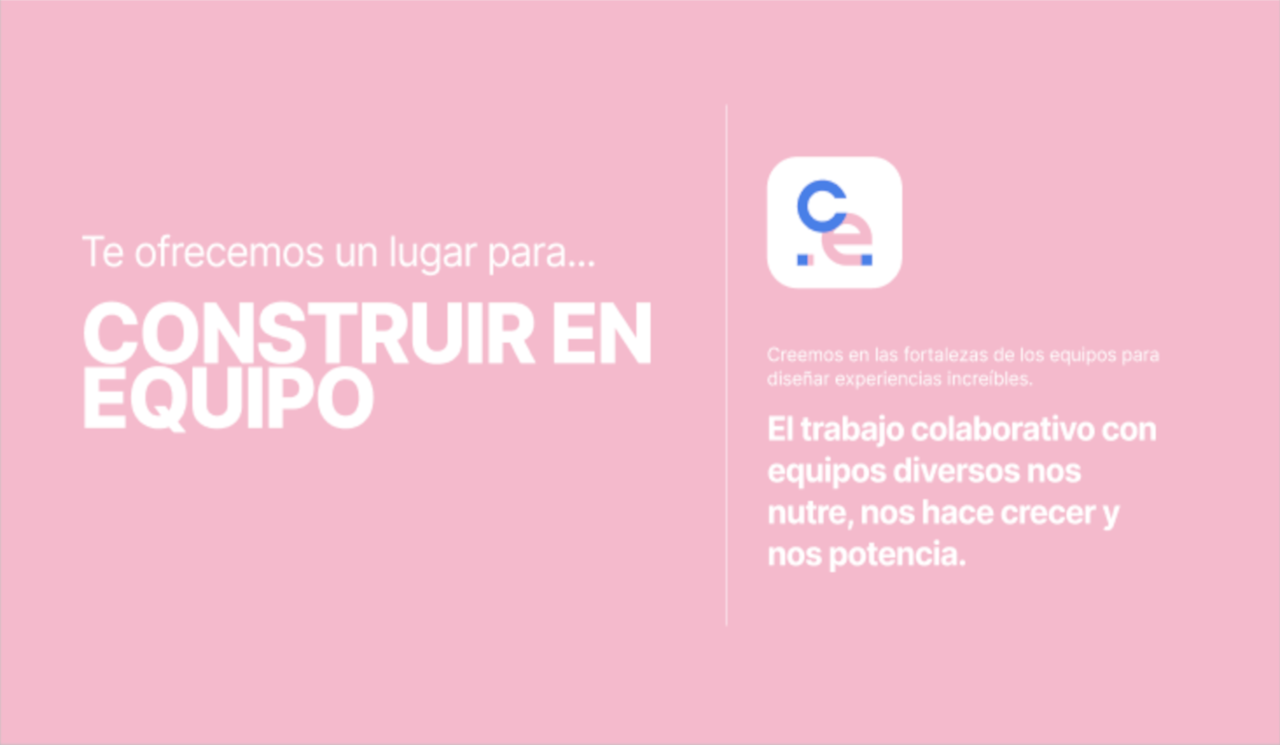 Te ofrecemos un lugar para...
CONSTRUIR EN
EQUIPO
c
.e.
Creemos en las fortalezas de los equipos para
diseñar experiencias increíbles.
El trabajo colaborativo con
equipos diversos nos
nutre, nos hace crecer y
nos potencia.